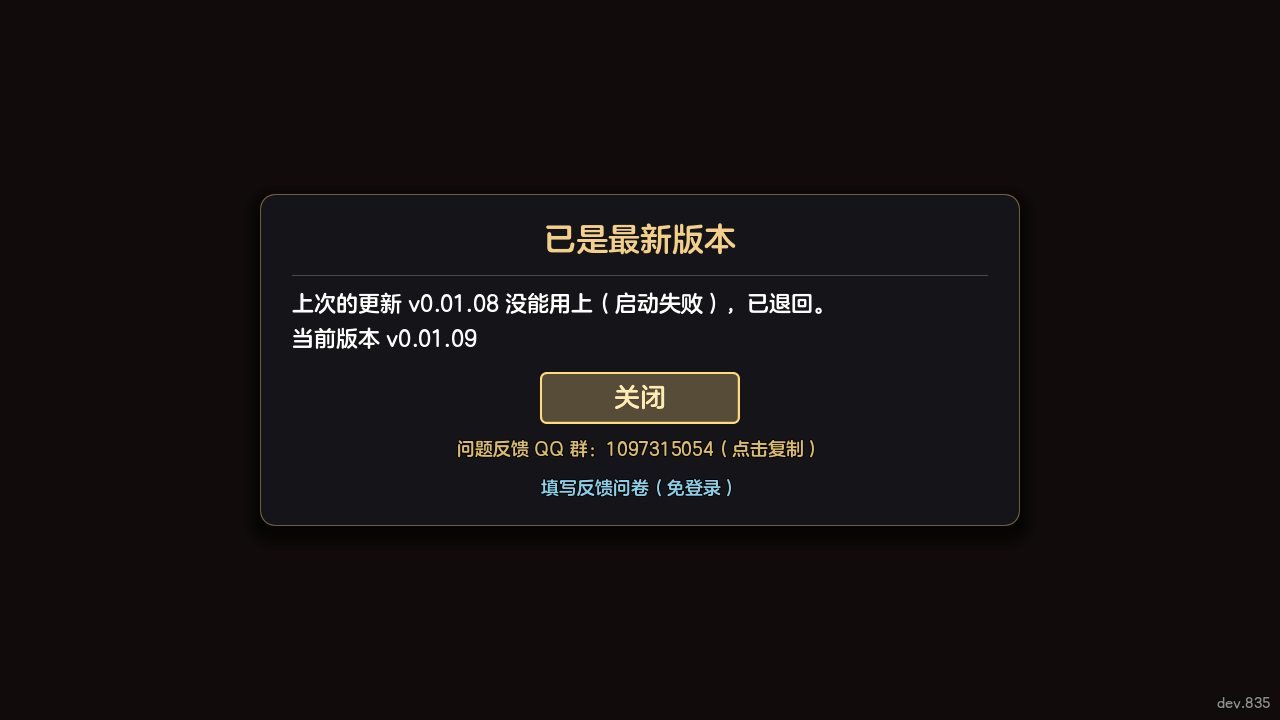 已是最新版本
上次的更新 v0.01.08 没能用上（启动失败），已退回。
当前版本 v0.01.09
关闭
问题反馈 QQ 群：1097315054（点击复制）
填写反馈问卷（免登录）
dev.835